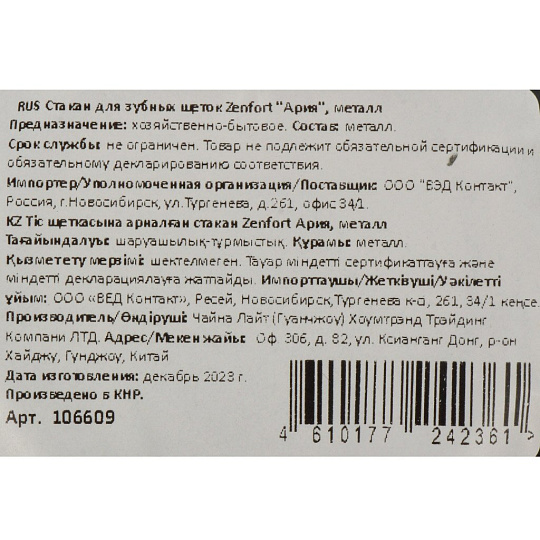 RUS Стакан для зубных щеток Zenfort "Ария", металл
Предназначение: хозяйственно-бытовое. Состав: металл.
Срок службы: не ограничен. Товар не подлежит обязательной сертификации и
обязательному декларированию соответствия.
Импортер/Уполномоченная организация/Поставщик: ООО "ВЭД Контакт",
Россия, г.Новосибирск, ул.Тургенева, д.261, офис 34/1.
KZ Тіс щеткасына арналған стакан Zenfort Ария, металл
Тағайындалуы: шаруашылық-тұрмыстық. Құрамы: металл.
Қызмет ету мерзімі: шектелмеген. Тауар міндетті сертификаттауға және
міндетті декларациялауға жатпайды. Импорттаушы/Жеткізуші/Уәкілетті
ұйым: ООО «ВЕД Контакт», Ресей, Новосибирск,Тургенева к-сі, 261, 34/1 кеңсе.
Производитель/Өндіруші: Чайна Лайт (Гуанчжоу) Хоумтрэнд Трэйдинг
Компани ЛТД. Адрес/Мекен жайы: Оф. 306, д. 82, ул. Ксианганг Донг, р-он
Хайджу, Гунджоу, Китай
Дата изготовления: декабрь 2023 г.
Произведено в КНР.
Арт. 106609
4 610177 242361 >